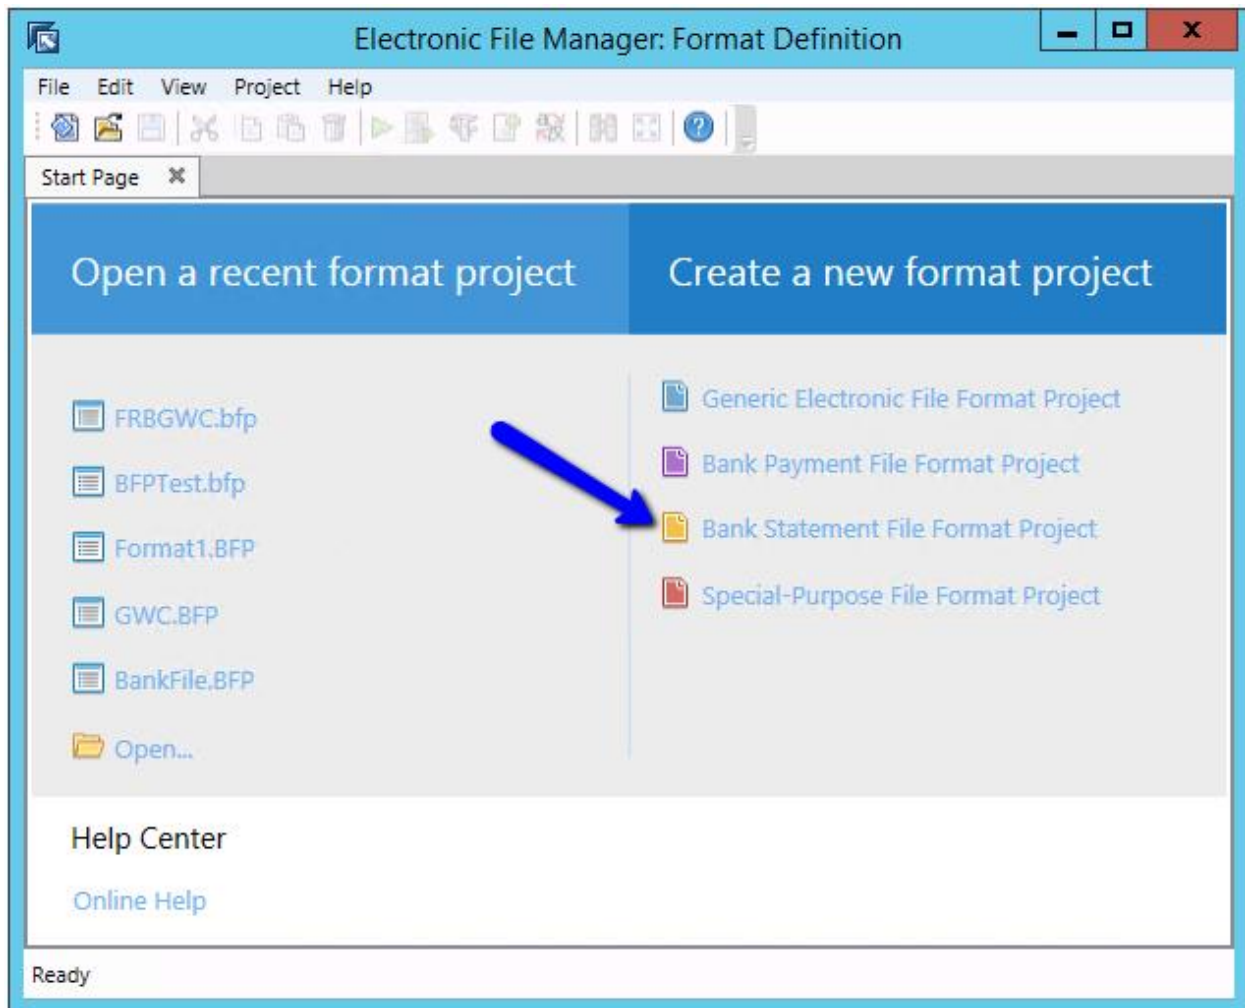 Electronic File Manager: Format Definition
File Edit View Project Help
Start Page
Open a recent format project
FRBGWC.bfp
BFPTest.bfp
Format1.BFP
GWC.BFP
BankFile.BFP
Open...
Create a new format project
Generic Electronic File Format Project
Bank Payment File Format Project
Bank Statement File Format Project
Special-Purpose File Format Project
Help Center
Online Help
Ready